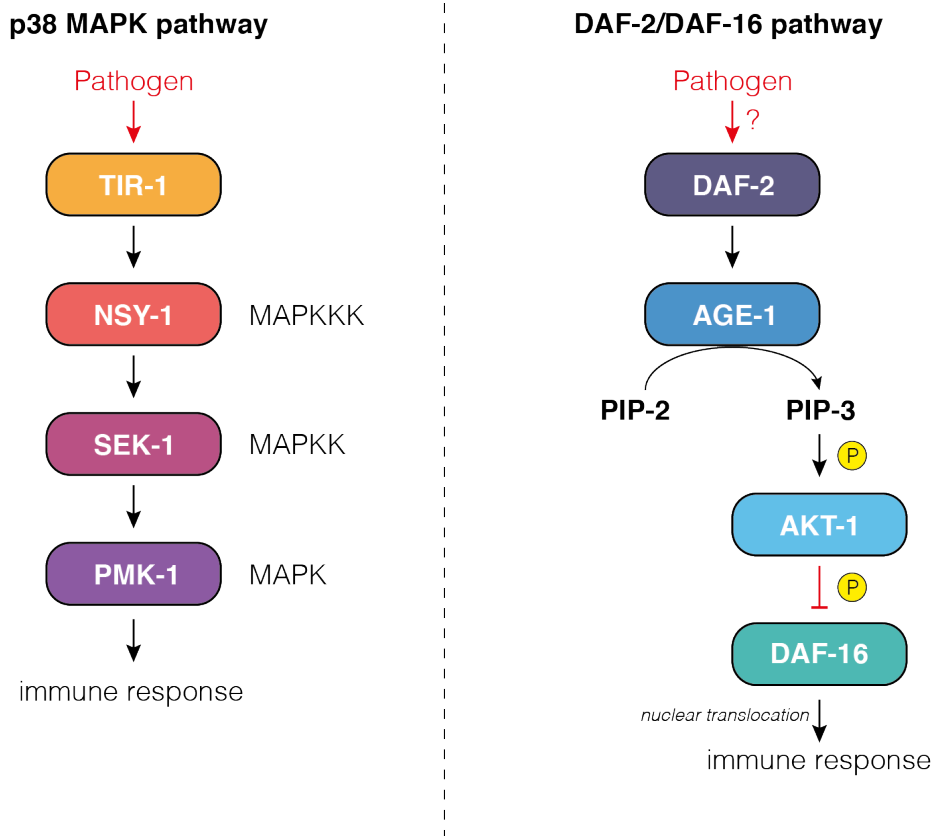 p38 MAPK pathway
Pathogen
TIR-1
NSY-1 MAPKKK
SEK-1 MAPKK
PMK-1 MAPK
immune response
DAF-2/DAF-16 pathway
Pathogen
?
DAF-2
AGE-1
PIP-2 PIP-3
P
AKT-1
P
DAF-16
nuclear translocation
immune response